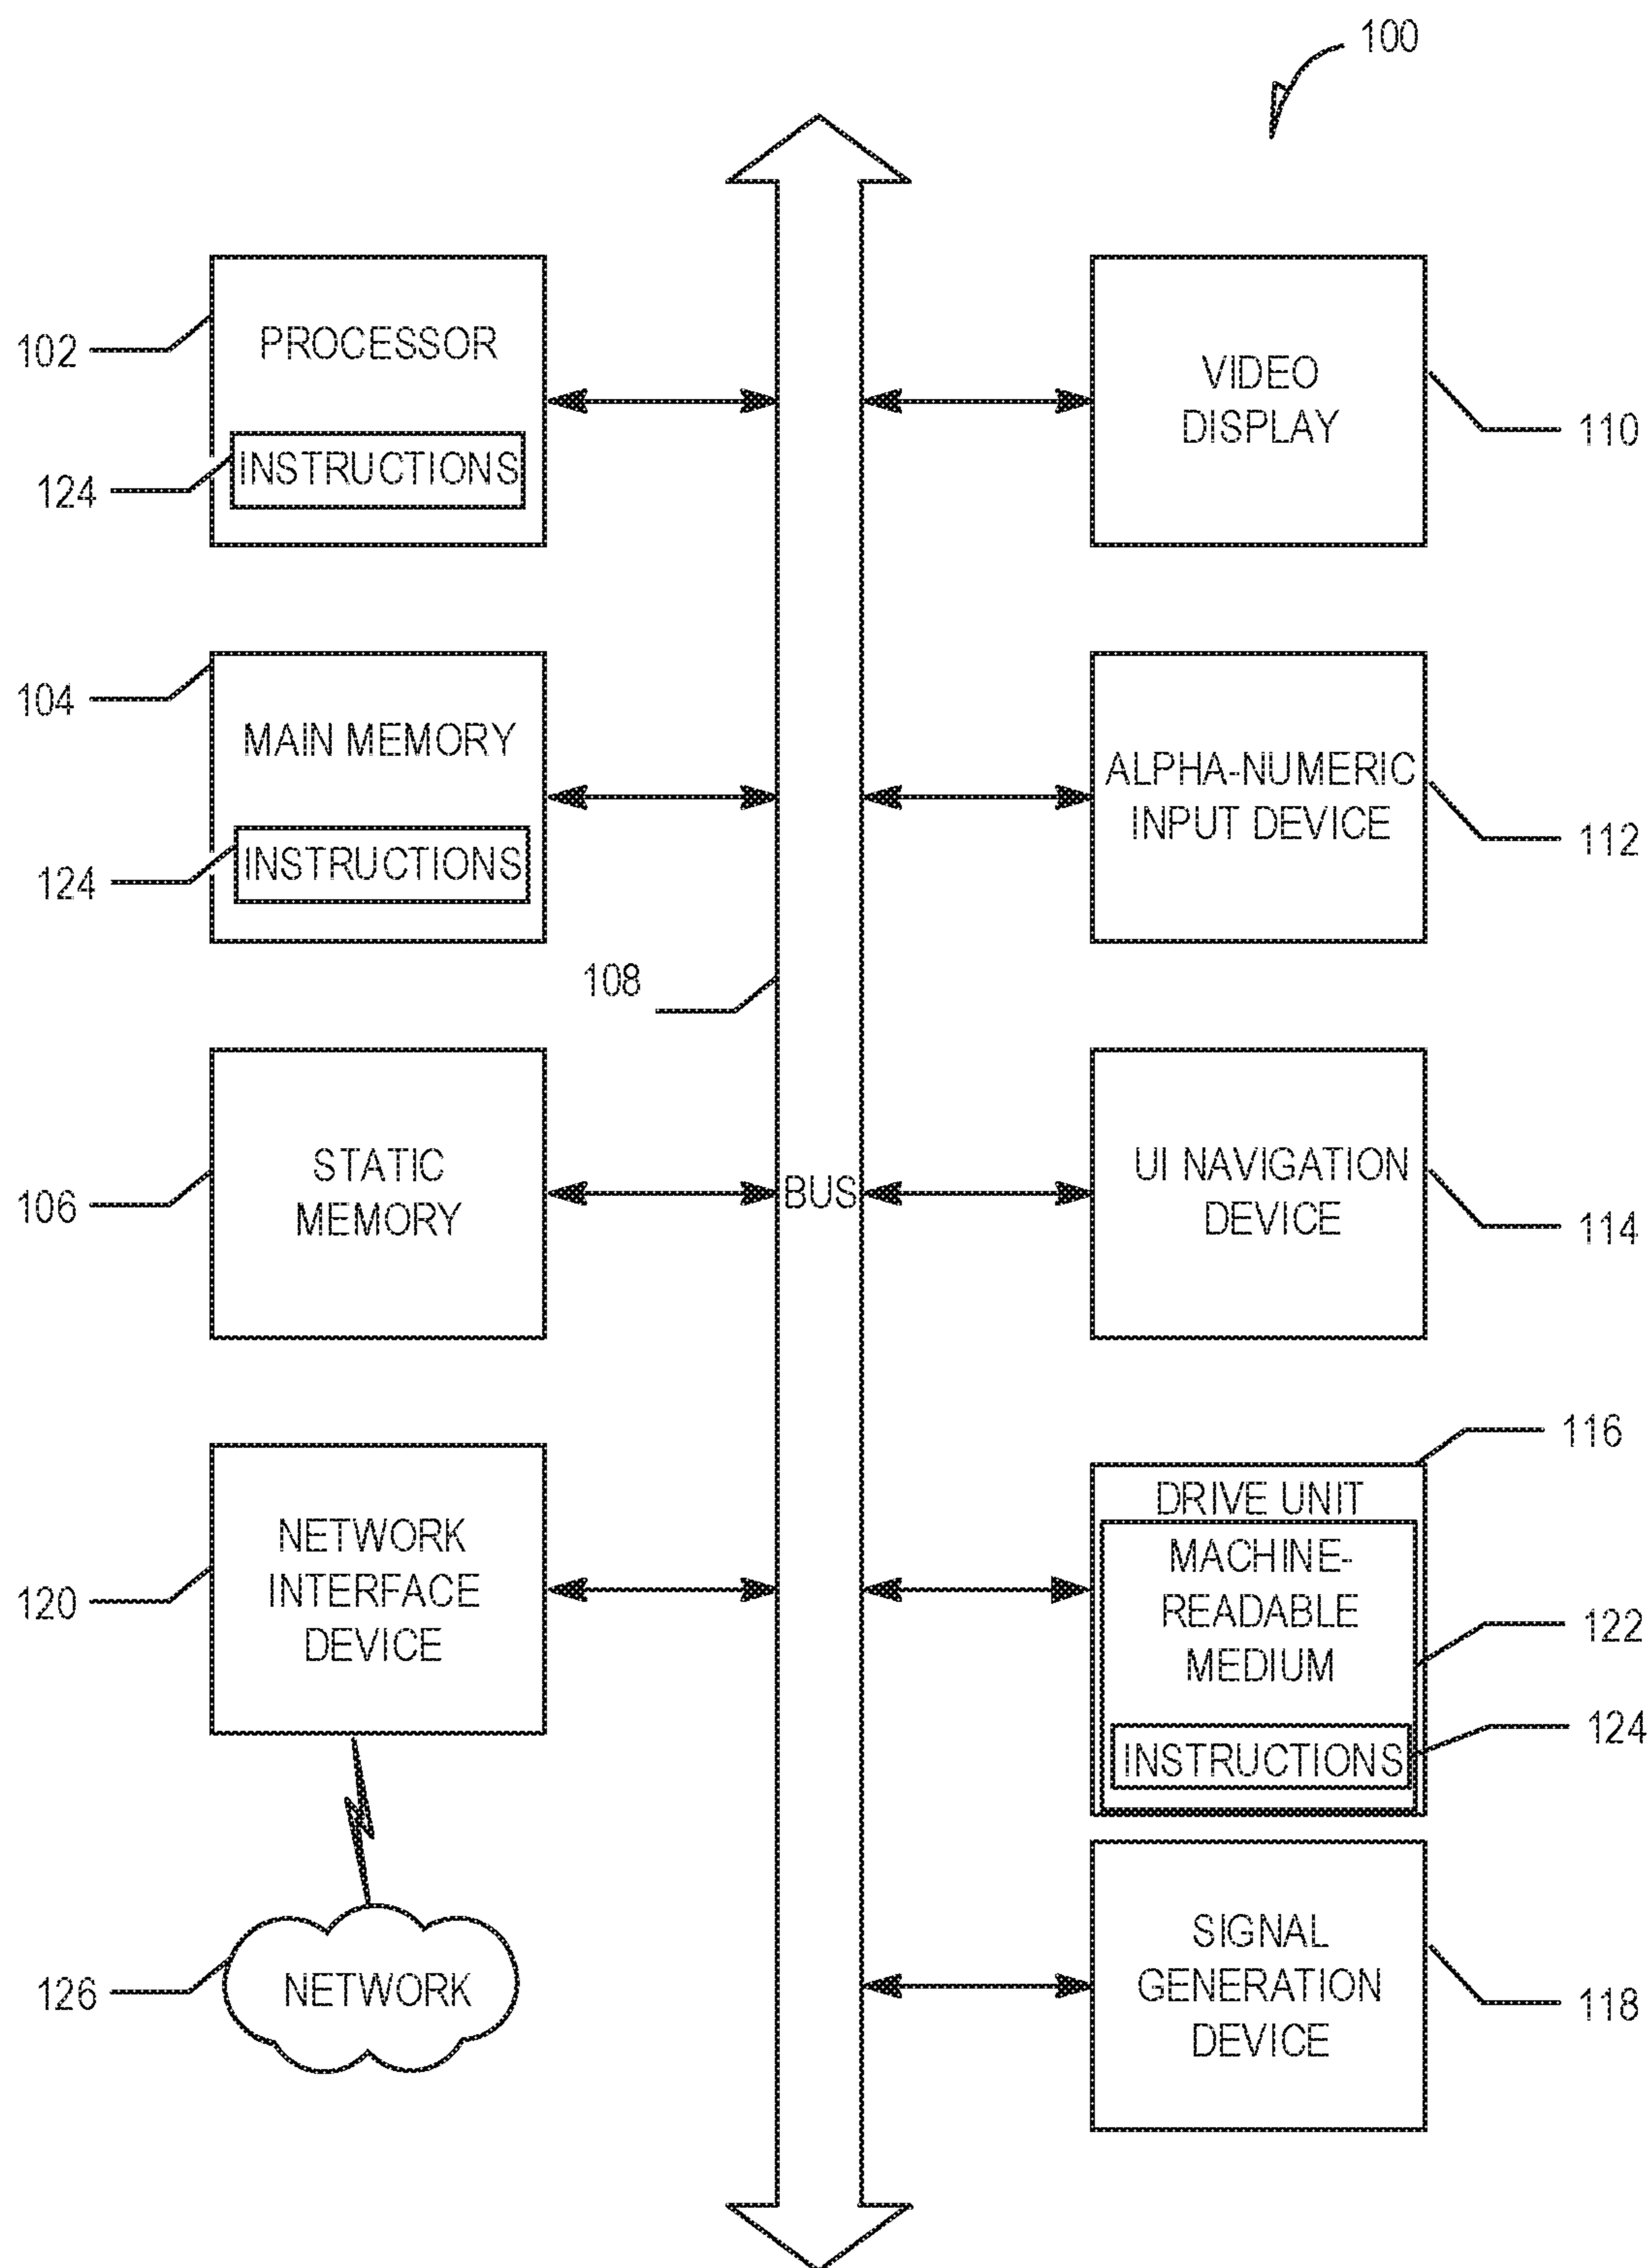 100
102
PROCESSOR
124
INSTRUCTIONS
VIDEO
DISPLAY
110
104
MAIN MEMORY
124
INSTRUCTIONS
ALPHA-NUMERIC
INPUT DEVICE
112
108
106
STATIC
MEMORY
BUS
UI NAVIGATION
DEVICE
114
120
NETWORK
INTERFACE
DEVICE
116
DRIVE UNIT
MACHINE-
READABLE
MEDIUM
122
INSTRUCTIONS
124
126
NETWORK
SIGNAL
GENERATION
DEVICE
118